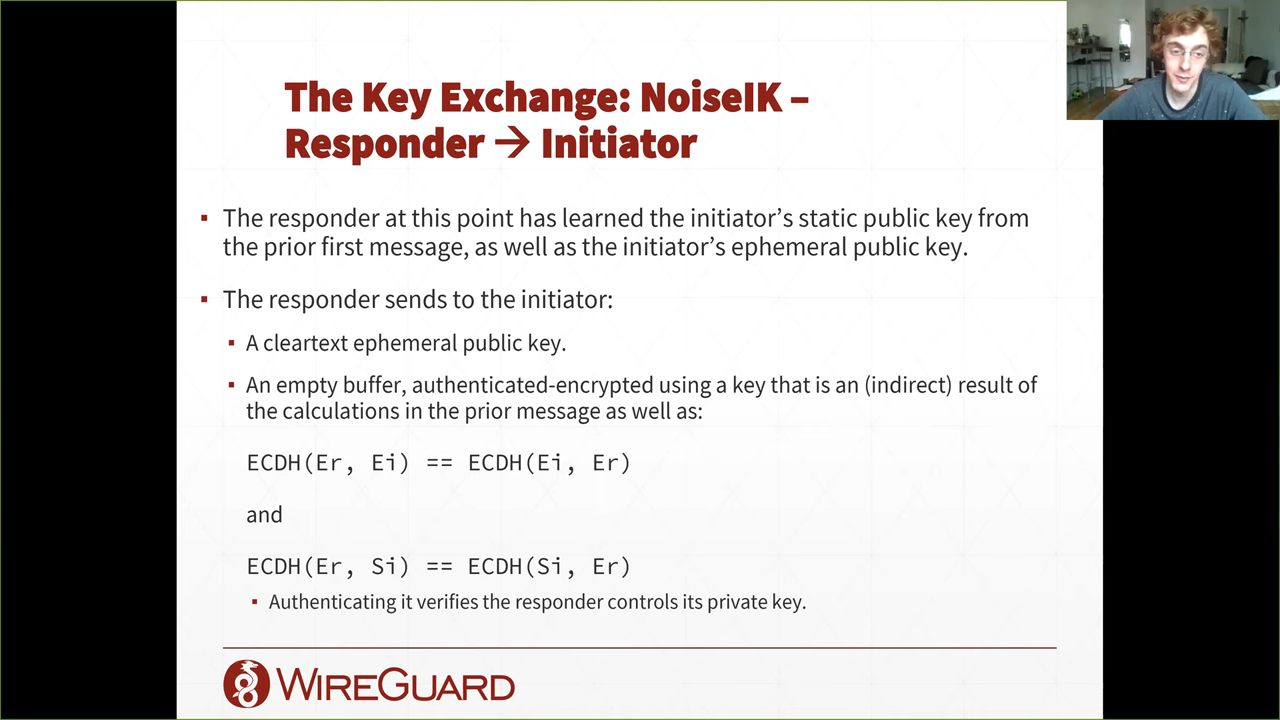 The Key Exchange: NoiseIK –
Responder → Initiator
▪ The responder at this point has learned the initiator’s static public key from
the prior first message, as well as the initiator’s ephemeral public key.
▪ The responder sends to the initiator:
▪ A cleartext ephemeral public key.
▪ An empty buffer, authenticated-encrypted using a key that is an (indirect) result of
the calculations in the prior message as well as:
ECDH(Er, Ei) == ECDH(Ei, Er)
and
ECDH(Er, Si) == ECDH(Si, Er)
▪ Authenticating it verifies the responder controls its private key.
WIREGUARD